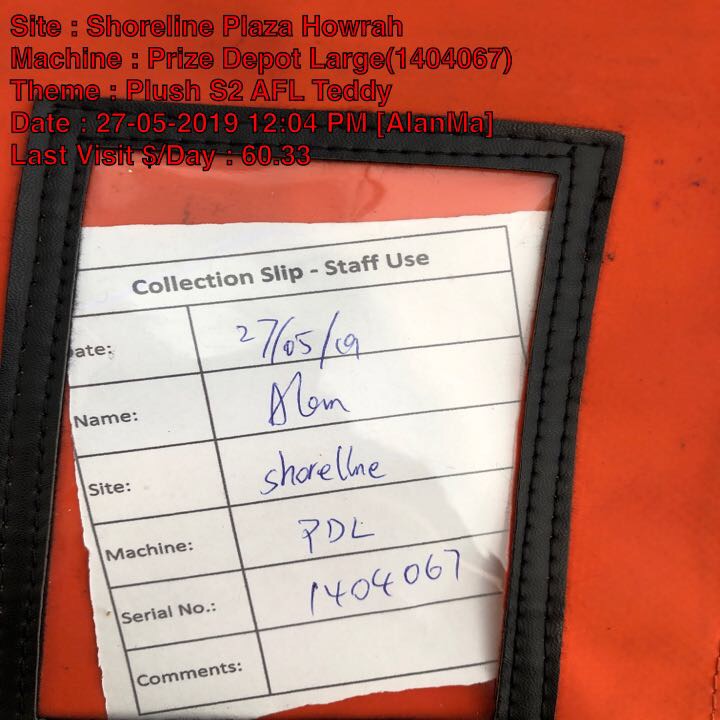 Site : Shoreline Plaza Howrah
Machine : Prize Depot Large(1404067)
Theme : Plush S2 AFL Teddy
Date : 27-05-2019 12:04 PM [AlanMa]
Last Visit $/Day : 60.33
Collection Slip - Staff Use
ate: 27/05/19
Name: Alan
Site: shoreline
Machine: PDL
Serial No.: 1404067
Comments: